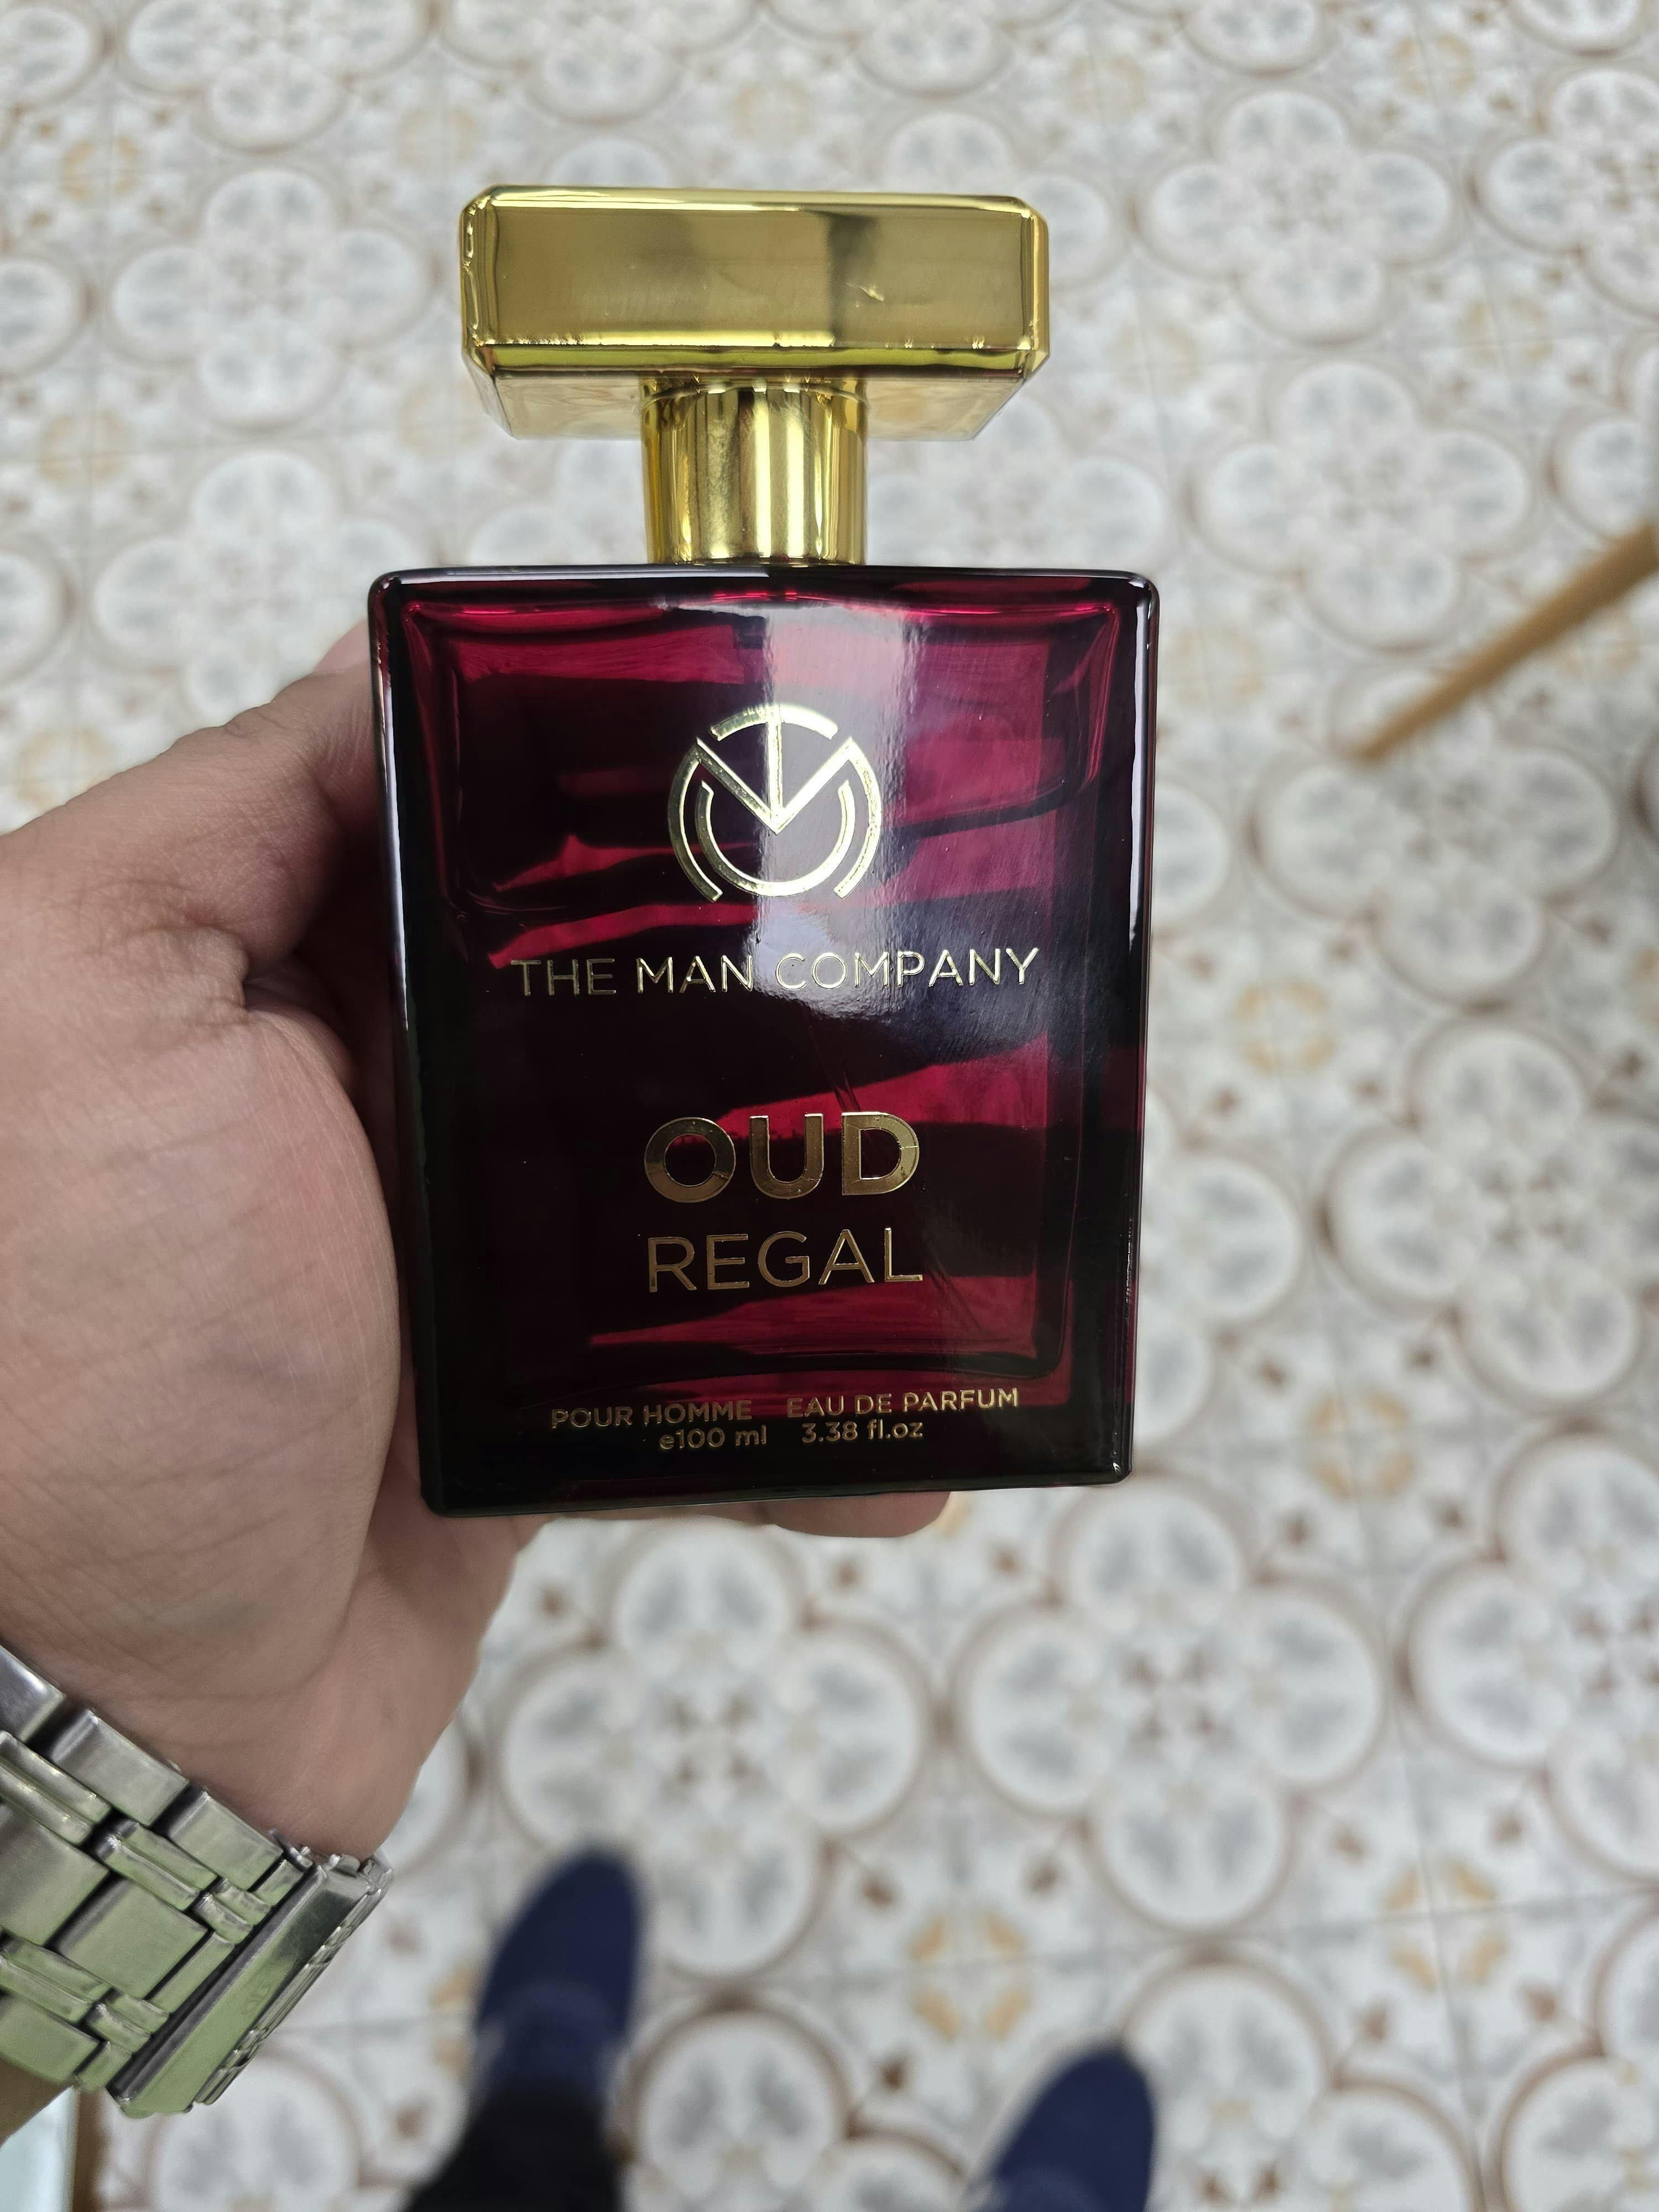 THE MAN COMPANY
OUD
REGAL
POUR HOMME EAU DE PARFUM
e100 ml 3.38 fl.oz